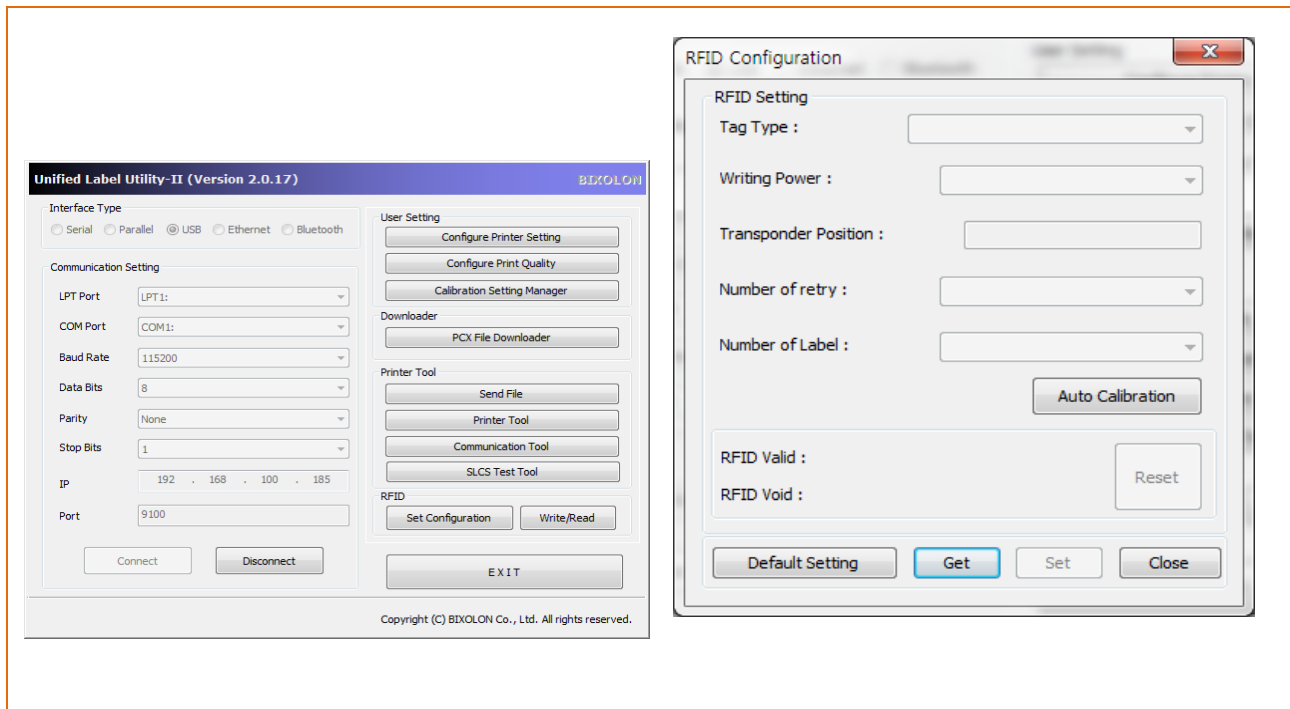 Unified Label Utility-II (Version 2.0.17)
BIXOLON
Interface Type
Serial
Parallel
USB
Ethernet
Bluetooth
Communication Setting
LPT Port
LPT1:
COM Port
COM1:
Baud Rate
115200
Data Bits
8
Parity
None
Stop Bits
1
IP
192 . 168 . 100 . 185
Port
9100
Connect
Disconnect
User Setting
Configure Printer Setting
Configure Print Quality
Calibration Setting Manager
Downloader
PCX File Downloader
Printer Tool
Send File
Printer Tool
Communication Tool
SLCS Test Tool
RFID
Set Configuration
Write/Read
EXIT
Copyright (C) BIXOLON Co., Ltd. All rights reserved.
RFID Configuration
RFID Setting
Tag Type :
Writing Power :
Transponder Position :
Number of retry :
Number of Label :
Auto Calibration
RFID Valid :
RFID Void :
Reset
Default Setting
Get
Set
Close